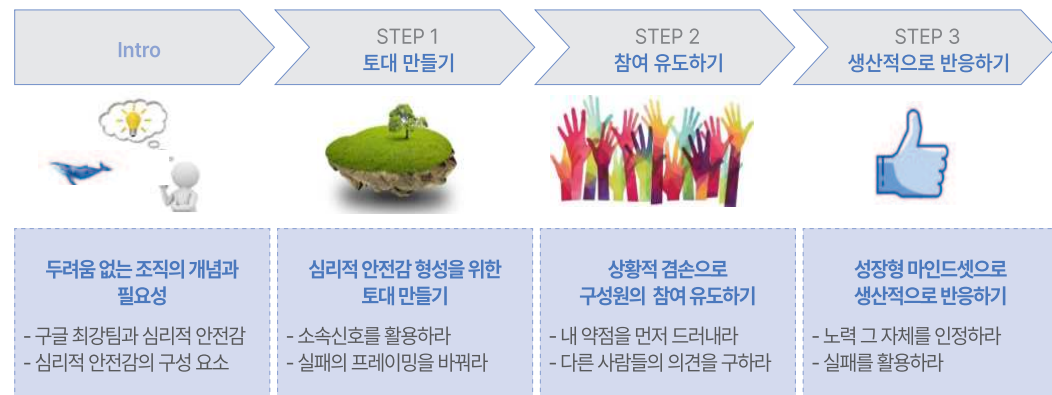 Intro
STEP 1
토대 만들기
STEP 2
참여 유도하기
STEP 3
생산적으로 반응하기
두려움 없는 조직의 개념과
필요성
- 구글 최강팀과 심리적 안전감
- 심리적 안전감의 구성 요소
심리적 안전감 형성을 위한
토대 만들기
- 소속신호를 활용하라
- 실패의 프레이밍을 바꿔라
상황적 겸손으로
구성원의 참여 유도하기
- 내 약점을 먼저 드러내라
- 다른 사람들의 의견을 구하라
성장형 마인드셋으로
생산적으로 반응하기
- 노력 그 자체를 인정하라
- 실패를 활용하라